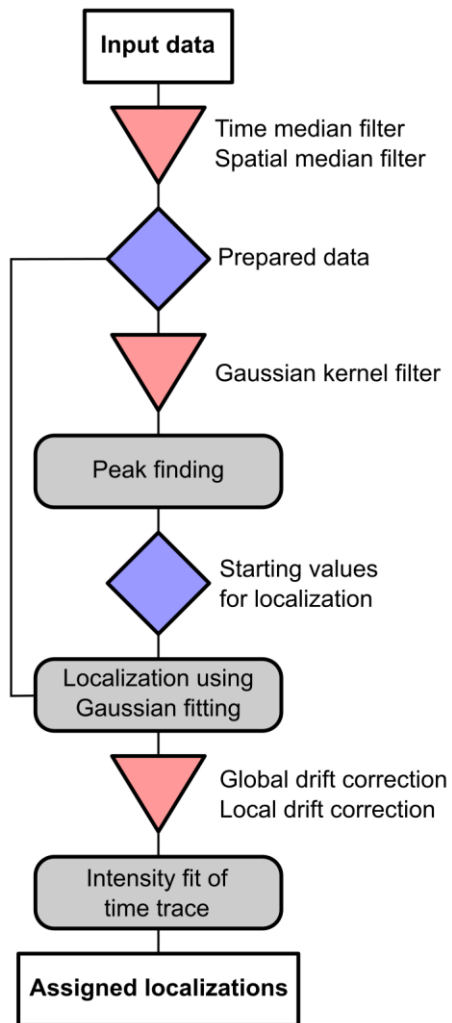 Input data
Time median filter
Spatial median filter
Prepared data
Gaussian kernel filter
Peak finding
Starting values
for localization
Localization using
Gaussian fitting
Global drift correction
Local drift correction
Intensity fit of
time trace
Assigned localizations